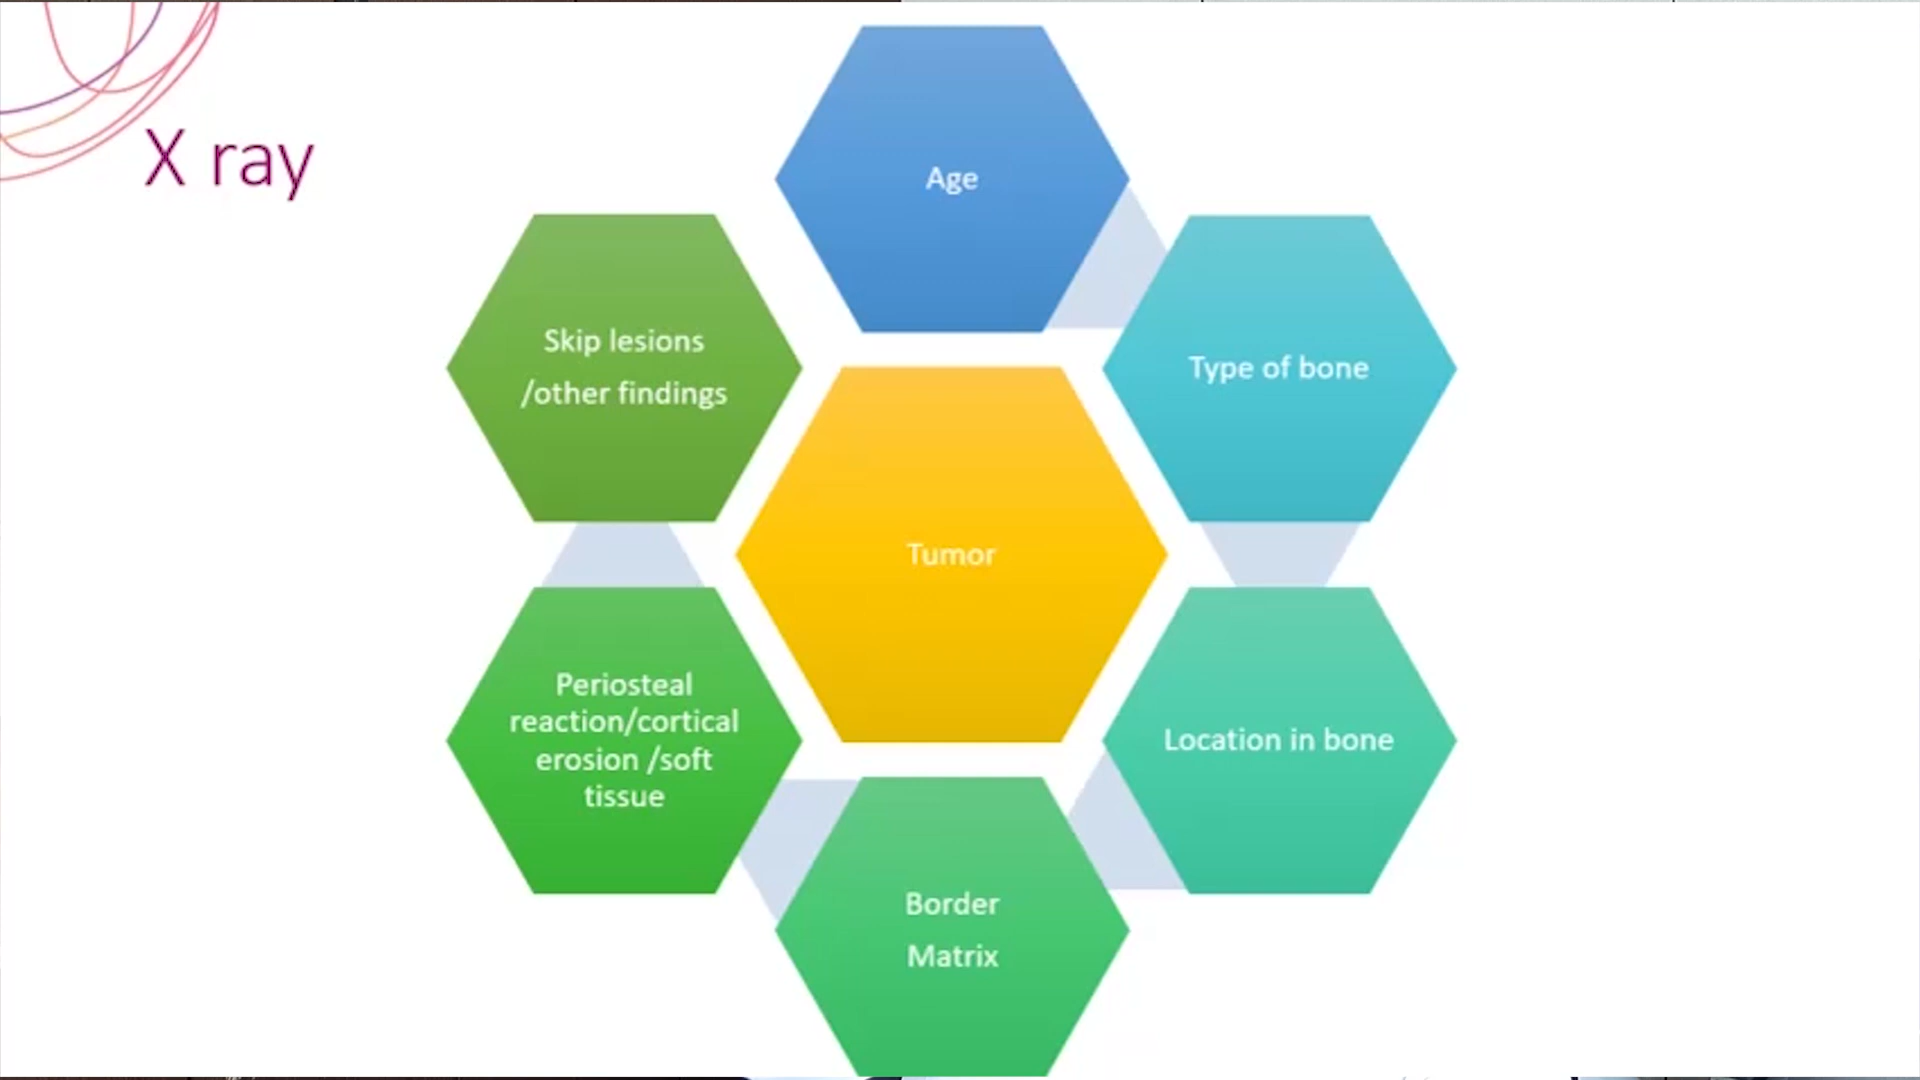 X ray
Age
Type of bone
Location in bone
Border
Matrix
Periosteal
reaction/cortical
erosion /soft
tissue
Skip lesions
/other findings
Tumor